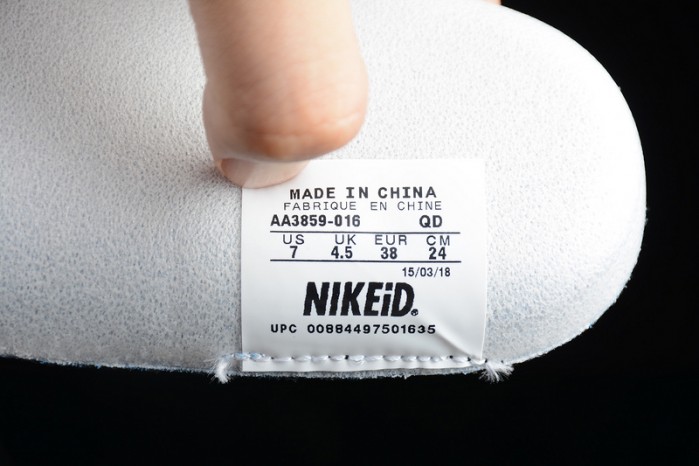 MADE IN CHINA
FABRIQUE EN CHINE
AA3859-016 QD
US UK EUR CM
7 4.5 38 24
15/03/18
NIKEiD.
UPC 00884497501635